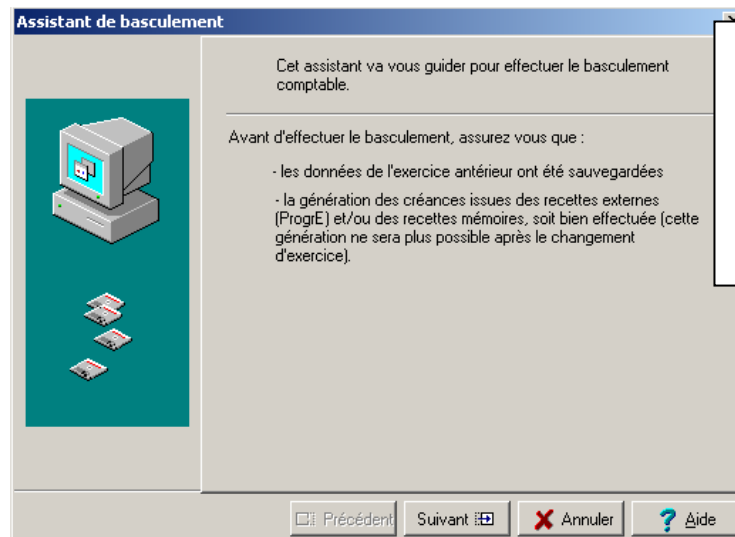 Assistant de basculement
Cet assistant va vous guider pour effectuer le basculement
comptable.
Avant d'effectuer le basculement, assurez vous que :
- les données de l'exercice antérieur ont été sauvegardées
- la génération des créances issues des recettes externes
(ProgrE) et/ou des recettes mémoires, soit bien effectuée (cette
génération ne sera plus possible après le changement
d'exercice).
Précédent Suivant Annuler Aide